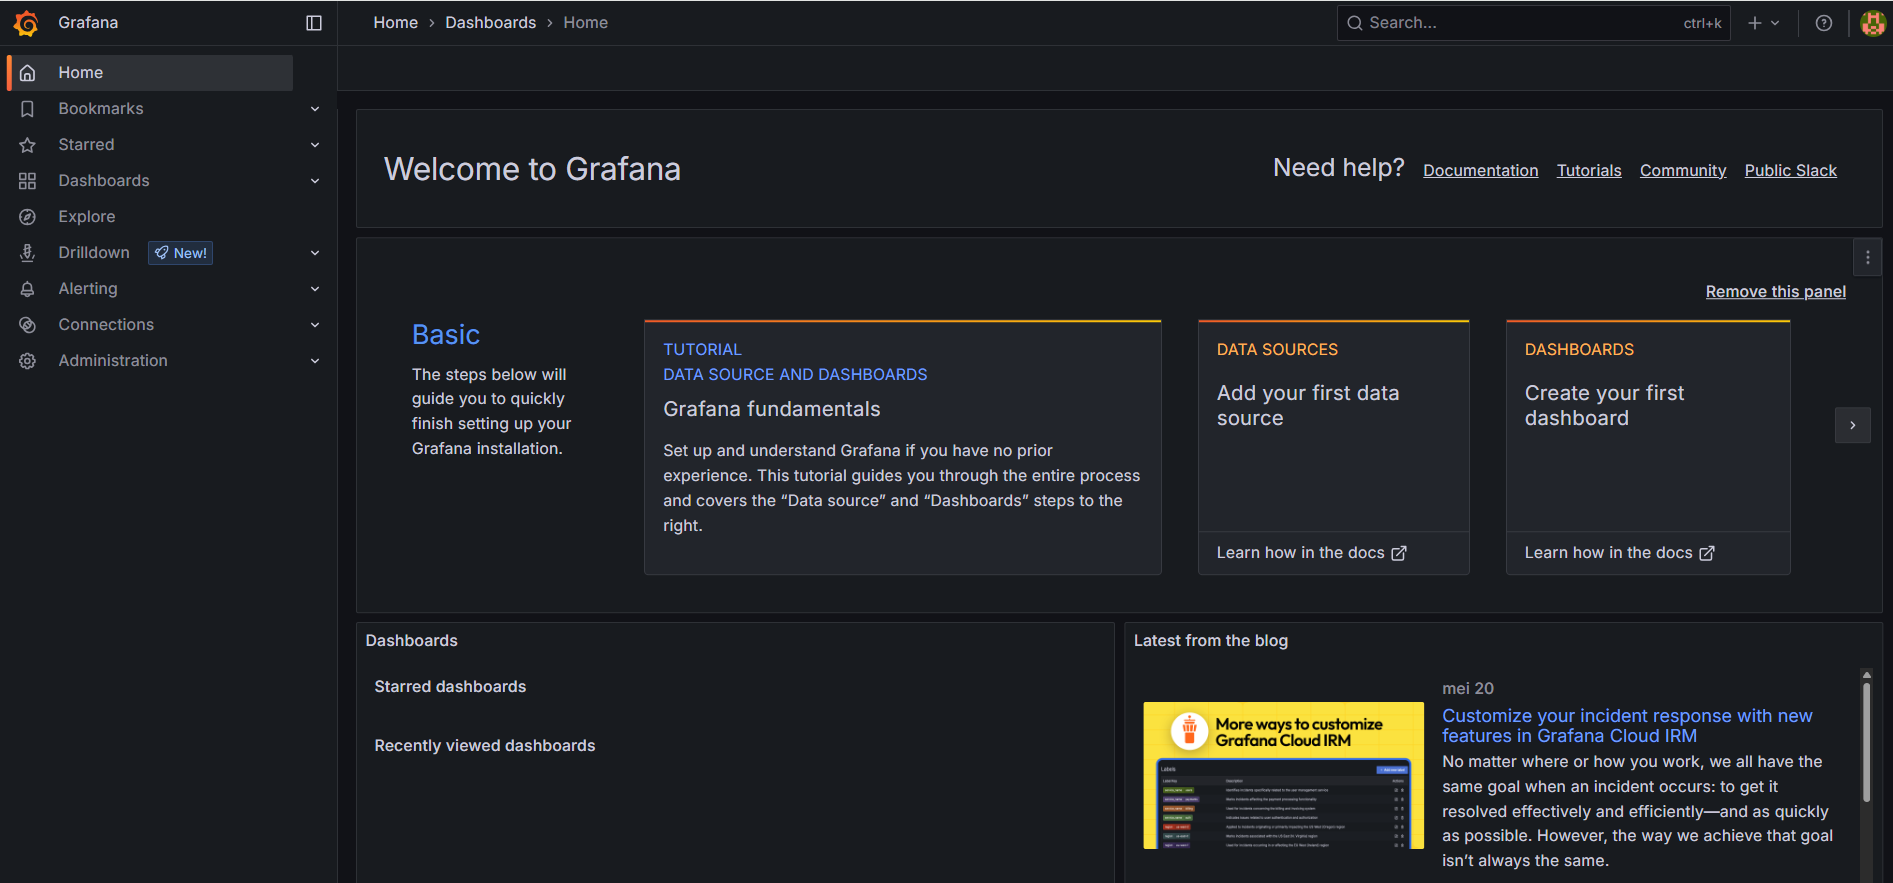 Grafana
Home › Dashboards › Home
Search...
ctrl+k
Home
Bookmarks
Starred
Dashboards
Explore
Drilldown
New!
Alerting
Connections
Administration
Welcome to Grafana
Need help?
Documentation
Tutorials
Community
Public Slack
Remove this panel
Basic
The steps below will
guide you to quickly
finish setting up your
Grafana installation.
TUTORIAL
DATA SOURCE AND DASHBOARDS
Grafana fundamentals
Set up and understand Grafana if you have no prior
experience. This tutorial guides you through the entire process
and covers the “Data source” and “Dashboards” steps to the
right.
DATA SOURCES
Add your first data
source
Learn how in the docs
DASHBOARDS
Create your first
dashboard
Learn how in the docs
Dashboards
Starred dashboards
Recently viewed dashboards
Latest from the blog
More ways to customize
Grafana Cloud IRM
Labels
mei 20
Customize your incident response with new
features in Grafana Cloud IRM
No matter where or how you work, we all have the
same goal when an incident occurs: to get it
resolved effectively and efficiently—and as quickly
as possible. However, the way we achieve that goal
isn’t always the same.